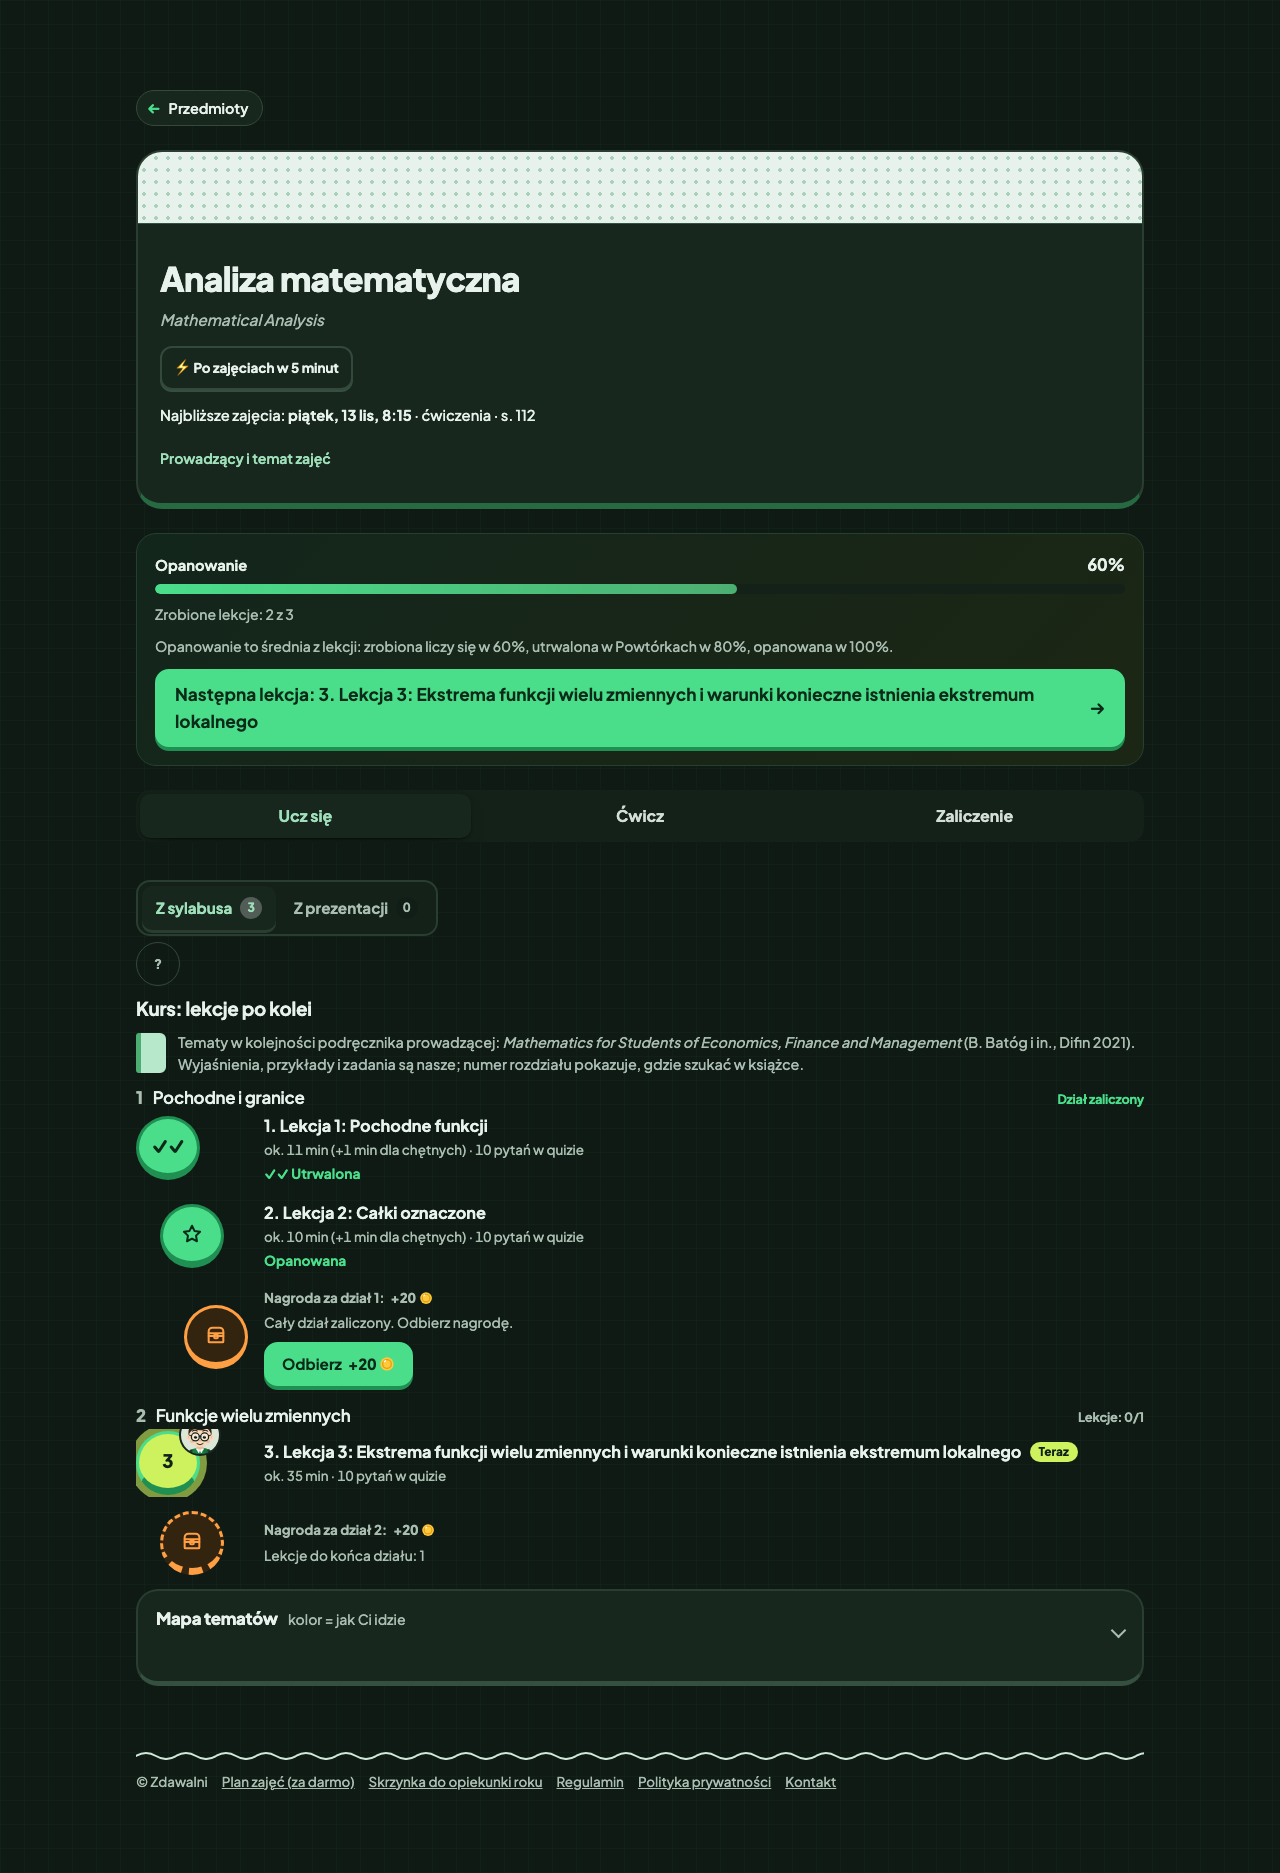 ← Przedmioty
Analiza matematyczna
Mathematical Analysis
⚡ Po zajęciach w 5 minut
Najbliższe zajęcia: piątek, 13 lis, 8:15 · ćwiczenia · s. 112
Prowadzący i temat zajęć
Opanowanie 60%
Zrobione lekcje: 2 z 3
Opanowanie to średnia z lekcji: zrobiona liczy się w 60%, utrwalona w Powtórkach w 80%, opanowana w 100%.
Następna lekcja: 3. Lekcja 3: Ekstrema funkcji wielu zmiennych i warunki konieczne istnienia ekstremum
lokalnego →
Ucz się Ćwicz Zaliczenie
Z sylabusa 3 Z prezentacji 0
?
Kurs: lekcje po kolei
Tematy w kolejności podręcznika prowadzącej: Mathematics for Students of Economics, Finance and Management (B. Batóg i in., Difin 2021).
Wyjaśnienia, przykłady i zadania są nasze; numer rozdziału pokazuje, gdzie szukać w książce.
1 Pochodne i granice Dział zaliczony
1. Lekcja 1: Pochodne funkcji
ok. 11 min (+1 min dla chętnych) · 10 pytań w quizie
✓✓ Utrwalona
2. Lekcja 2: Całki oznaczone
ok. 10 min (+1 min dla chętnych) · 10 pytań w quizie
Opanowana
Nagroda za dział 1: +20
Cały dział zaliczony. Odbierz nagrodę.
Odbierz +20
2 Funkcje wielu zmiennych Lekcje: 0/1
3
3. Lekcja 3: Ekstrema funkcji wielu zmiennych i warunki konieczne istnienia ekstremum lokalnego Teraz
ok. 35 min · 10 pytań w quizie
Nagroda za dział 2: +20
Lekcje do końca działu: 1
Mapa tematów kolor = jak Ci idzie
© Zdawalni Plan zajęć (za darmo) Skrzynka do opiekunki roku Regulamin Polityka prywatności Kontakt